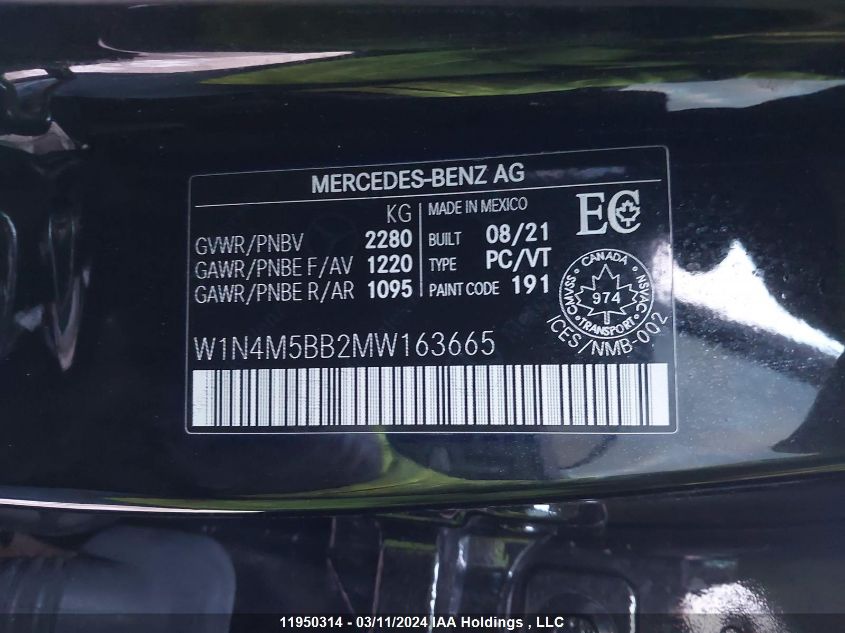 MERCEDES-BENZ AG
KG
GVWR/PNBV 2280
GAWR/PNBE F/AV 1220
GAWR/PNBE R/AR 1095
MADE IN MEXICO
BUILT 08/21
TYPE PC/VT
PAINT CODE 191
EC
CANADA
CMVSS NSVAC
974
TRANSPORT
ICES/NMB-002
W1N4M5BB2MW163665
11950314 - 03/11/2024 IAA Holdings , LLC